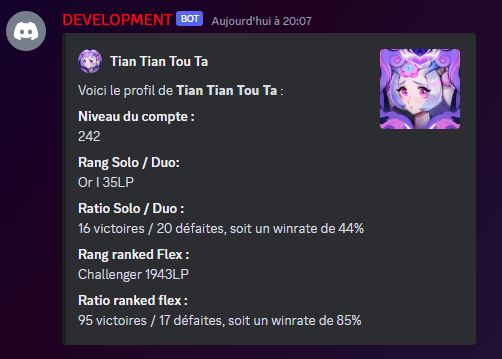 DEVELOPMENT BOT Aujourd'hui à 20:07
Tian Tian Tou Ta
Voici le profil de Tian Tian Tou Ta :
Niveau du compte :
242
Rang Solo / Duo:
Or I 35LP
Ratio Solo / Duo :
16 victoires / 20 défaites, soit un winrate de 44%
Rang ranked Flex :
Challenger 1943LP
Ratio ranked flex :
95 victoires / 17 défaites, soit un winrate de 85%